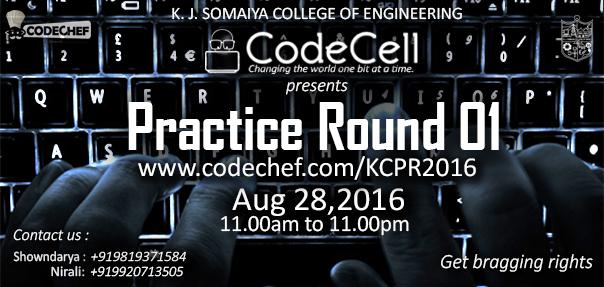 K. J. SOMAIYA COLLEGE OF ENGINEERING
CODECHEF
CodeCell
Changing the world one bit at a time.
presents
Practice Round 01
www.codechef.com/KCPR2016
Aug 28,2016
11.00am to 11.00pm
Contact us :
Showndarya : +919819371584
Nirali: +919920713505
Get bragging rights